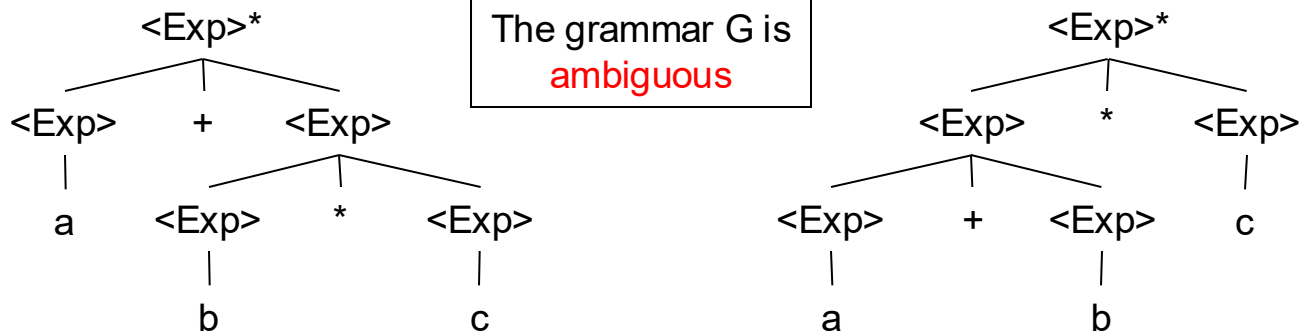 <Exp>*
The grammar G is
ambiguous
<Exp>*
<Exp> + <Exp>
<Exp> * <Exp>
a <Exp> * <Exp>
<Exp> + <Exp> c
b c
a b